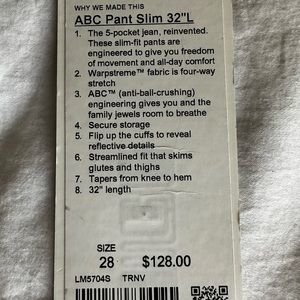 WHY WE MADE THIS
ABC Pant Slim 32"L
1. The 5-pocket jean, reinvented.
These slim-fit pants are
engineered to give you freedom
of movement and all-day comfort
2. Warpstreme™ fabric is four-way
stretch
3. ABC™ (anti-ball-crushing)
engineering gives you and the
family jewels room to breathe
4. Secure storage
5. Flip up the cuffs to reveal
reflective details
6. Streamlined fit that skims
glutes and thighs
7. Tapers from knee to hem
8. 32" length
SIZE
28 $128.00
LM5704S TRNV